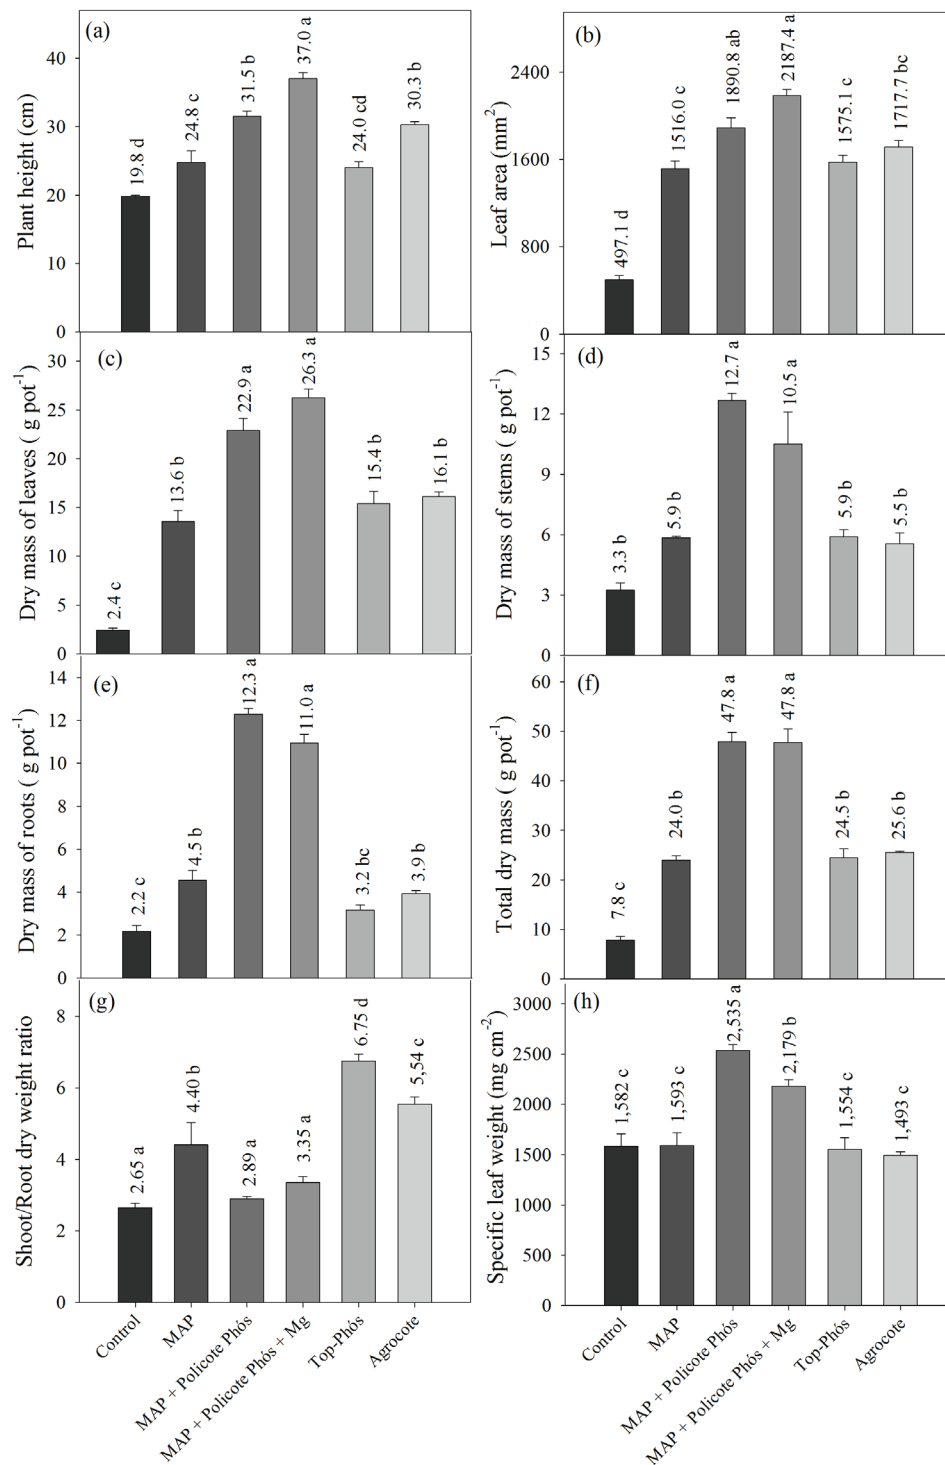 (a)
Plant height (cm)
40
30
20
10
0
19.8 d
24.8 c
31.5 b
37.0 a
24.0 cd
30.3 b
(b)
Leaf area (mm²)
2400
1600
800
0
497.1 d
1516.0 c
1890.8 ab
2187.4 a
1575.1 c
1717.7 bc
(c)
Dry mass of leaves ( g pot⁻¹)
30
25
20
15
10
5
0
2.4 c
13.6 b
22.9 a
26.3 a
15.4 b
16.1 b
(d)
Dry mass of stems ( g pot⁻¹)
15
12
9
6
3
0
3.3 b
5.9 b
12.7 a
10.5 a
5.9 b
5.5 b
(e)
Dry mass of roots ( g pot⁻¹)
14
12
10
8
6
4
2
0
2.2 c
4.5 b
12.3 a
11.0 a
3.2 bc
3.9 b
(f)
Total dry mass ( g pot⁻¹)
60
50
40
30
20
10
0
7.8 c
24.0 b
47.8 a
47.8 a
24.5 b
25.6 b
(g)
Shoot/Root dry weight ratio
8
6
4
2
0
2.65 a
4.40 b
2.89 a
3.35 a
6.75 d
5,54 c
Control
MAP
MAP + Policote Phós
MAP + Policote Phós + Mg
Top-Phós
Agrocote
(h)
Specific leaf weight (mg cm⁻²)
3000
2500
2000
1500
1000
500
0
1,582 c
1,593 c
2,535 a
2,179 b
1,554 c
1,493 c
Control
MAP
MAP + Policote Phós
MAP + Policote Phós + Mg
Top-Phós
Agrocote